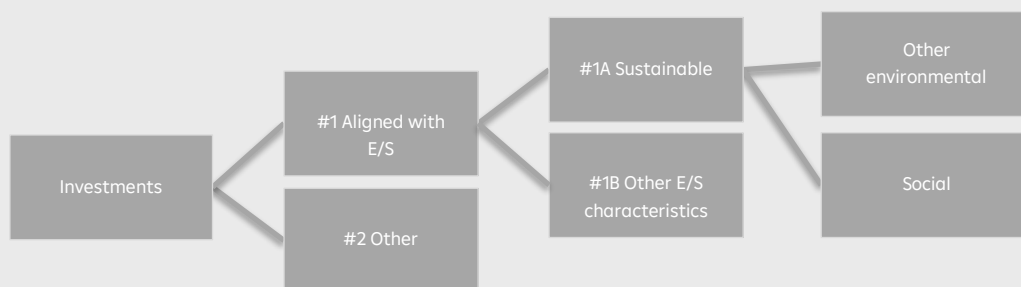 Investments
#1 Aligned with
E/S
#2 Other
#1A Sustainable
#1B Other E/S
characteristics
Other
environmental
Social